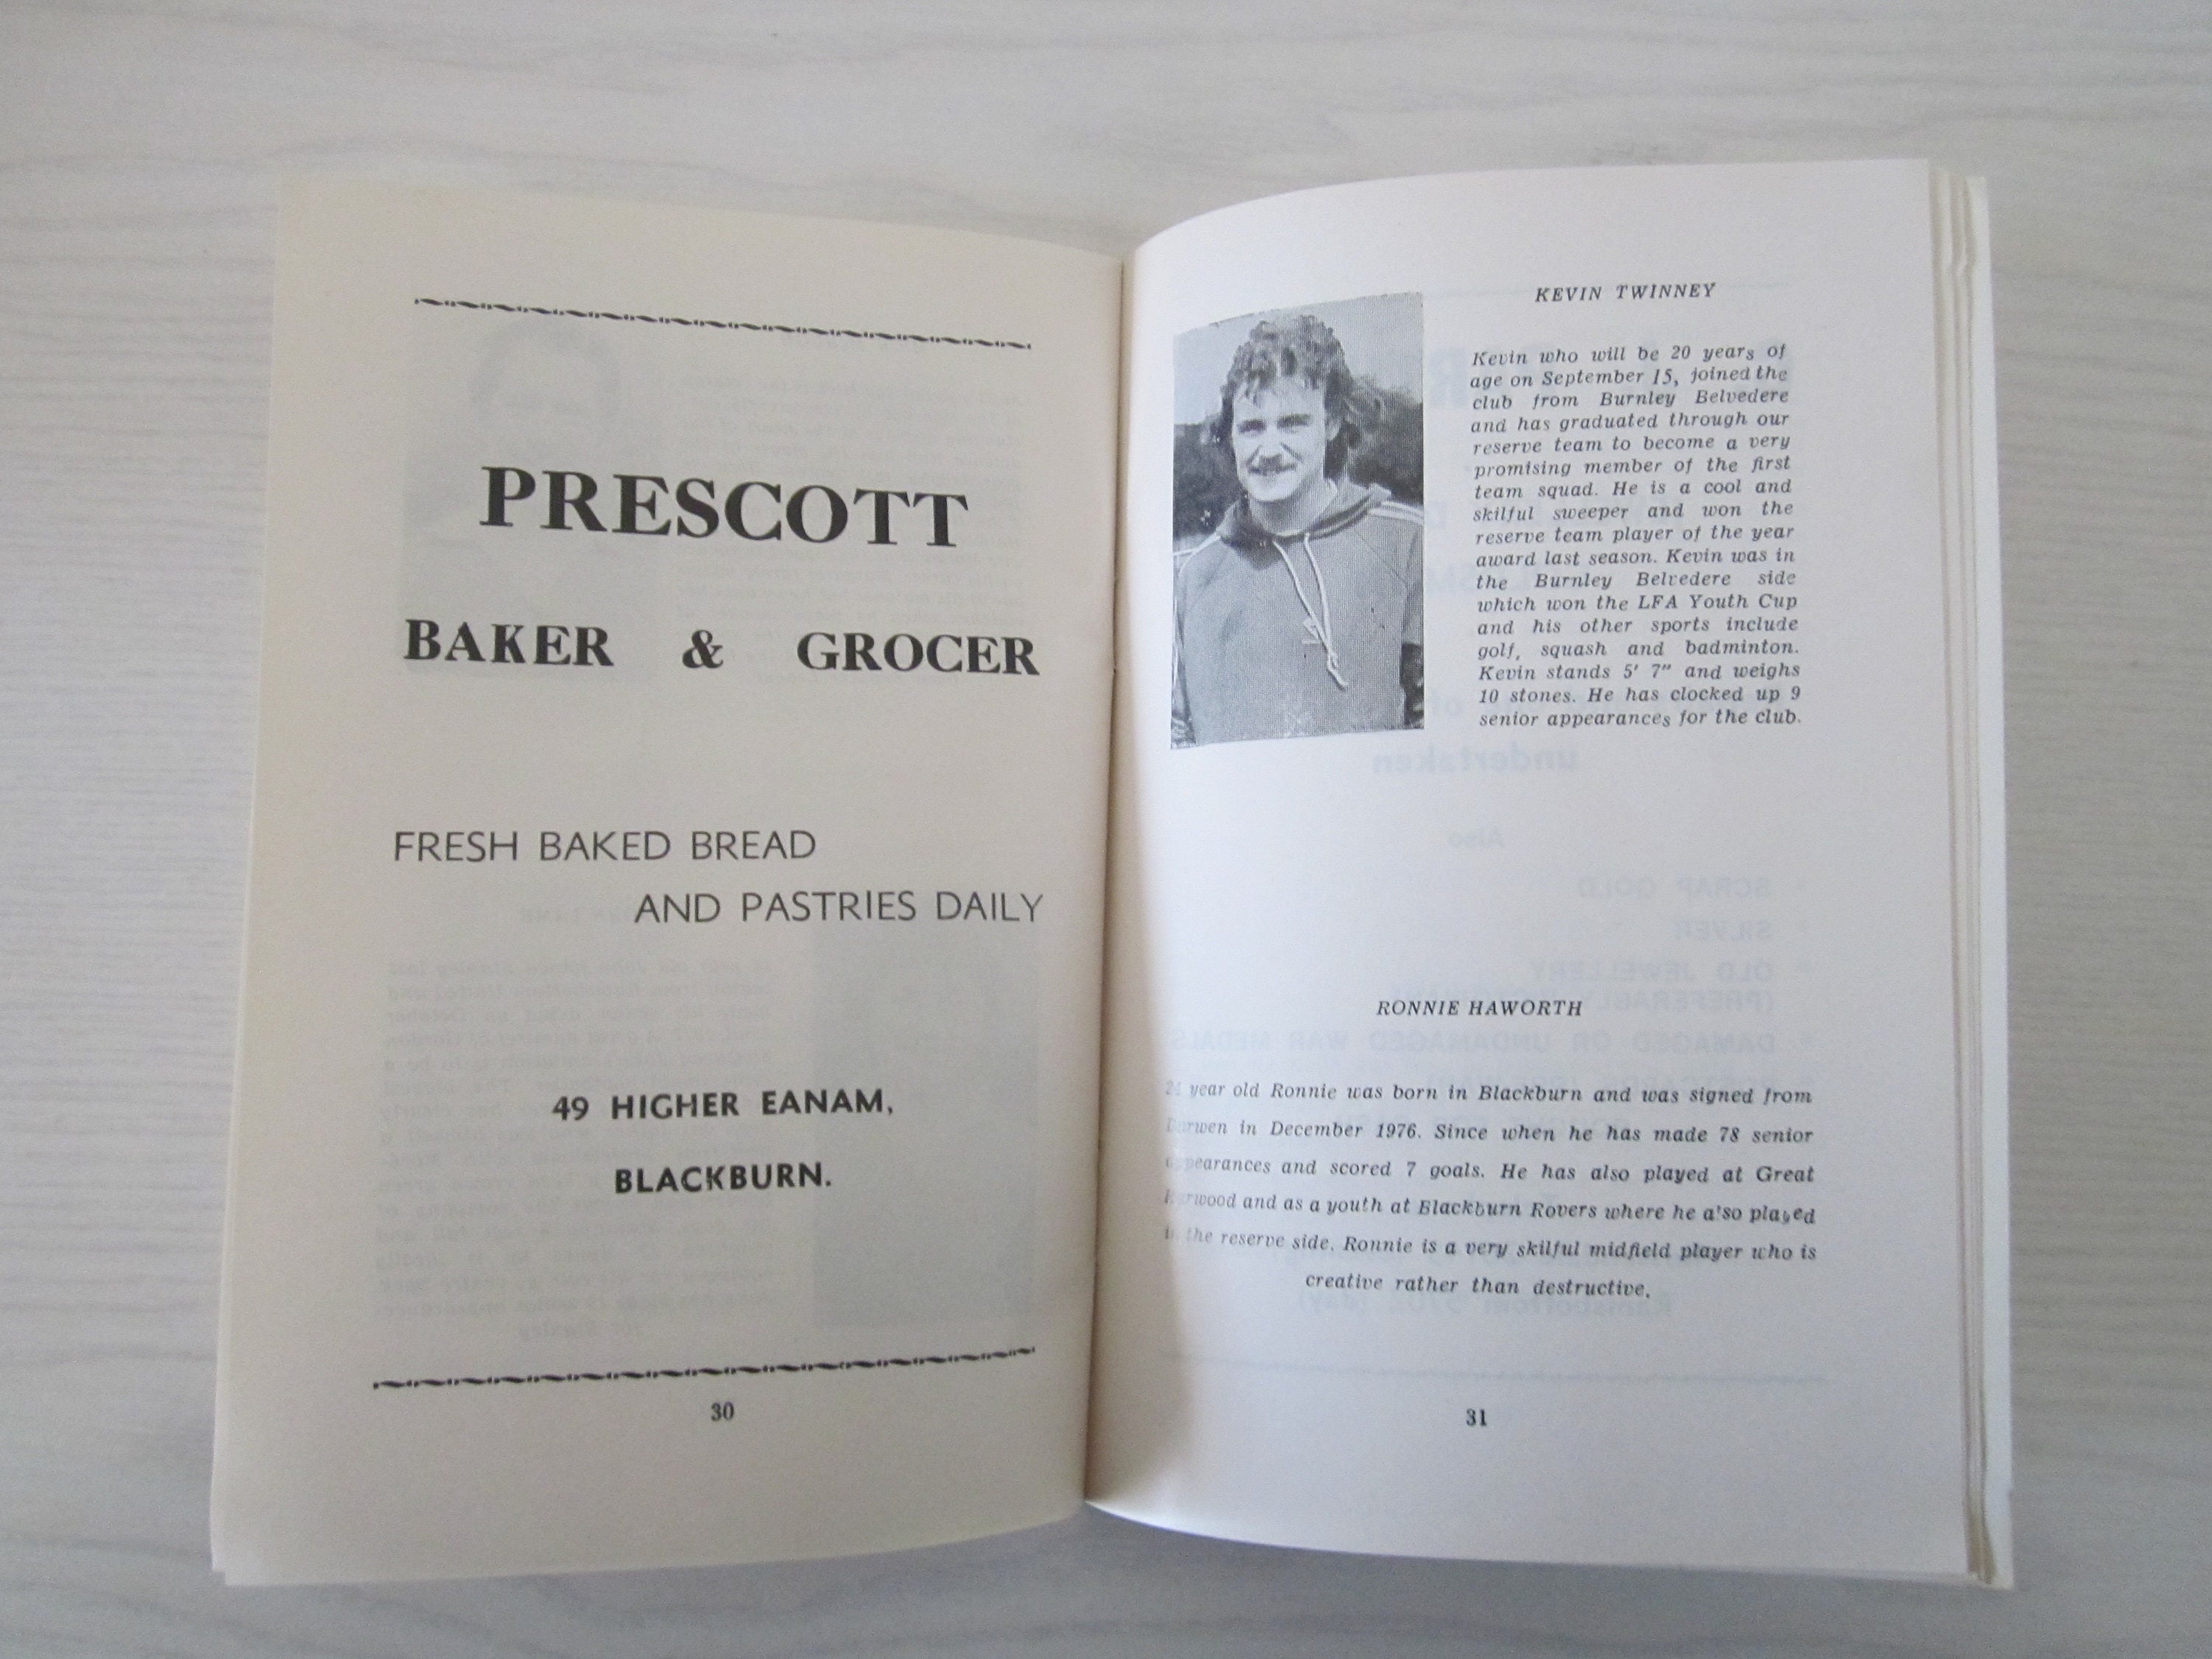 PRESCOTT
BAKER & GROCER
FRESH BAKED BREAD
AND PASTRIES DAILY
49 HIGHER EANAM,
BLACKBURN.
30
KEVIN TWINNEY
Kevin who will be 20 years of
age on September 15, joined the
club from Burnley Belvedere
and has graduated through our
reserve team to become a very
promising member of the first
team squad. He is a cool and
skilful sweeper and won the
reserve team player of the year
award last season. Kevin was in
the Burnley Belvedere side
which won the LFA Youth Cup
and his other sports include
golf, squash and badminton.
Kevin stands 5' 7" and weighs
10 stones. He has clocked up 9
senior appearances for the club.
RONNIE HAWORTH
year old Ronnie was born in Blackburn and was signed from
Darwen in December 1976. Since when he has made 78 senior
appearances and scored 7 goals. He has also played at Great
Harwood and as a youth at Blackburn Rovers where he also played
in the reserve side. Ronnie is a very skilful midfield player who is
creative rather than destructive.
31